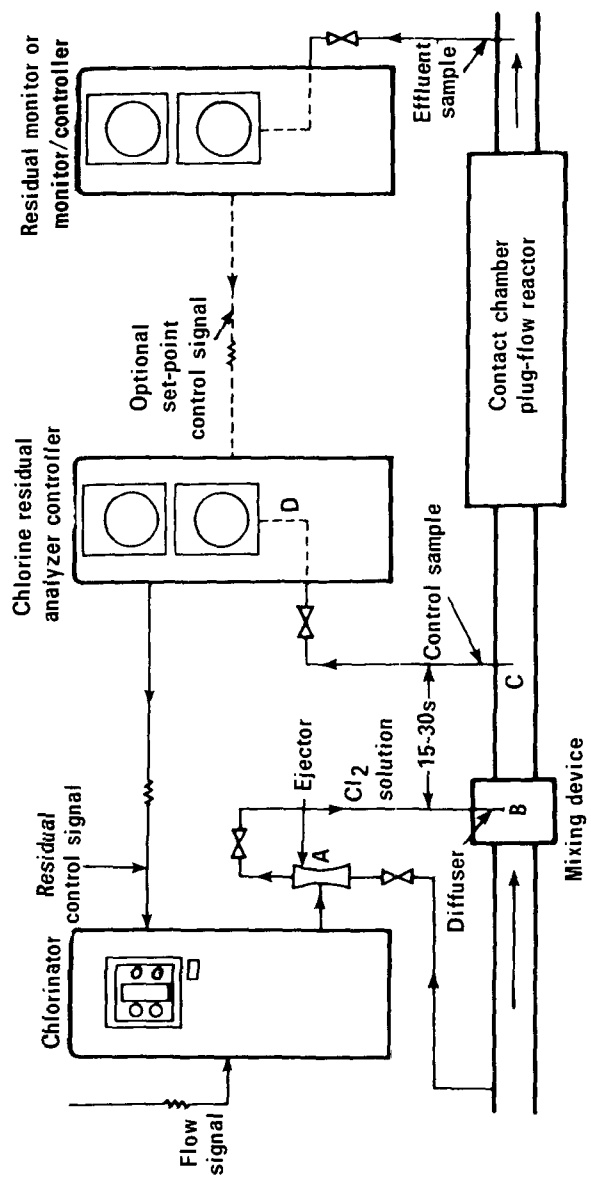 Chlorinator
Residual
control signal
Flow
signal
Chlorine residual
analyzer controller
Optional
set-point
control signal
Residual monitor or
monitor/controller
Ejector
A
Cl2
solution
15-30s
Control sample
D
Effluent
sample
Diffuser
B
C
Mixing device
Contact chamber
plug-flow reactor